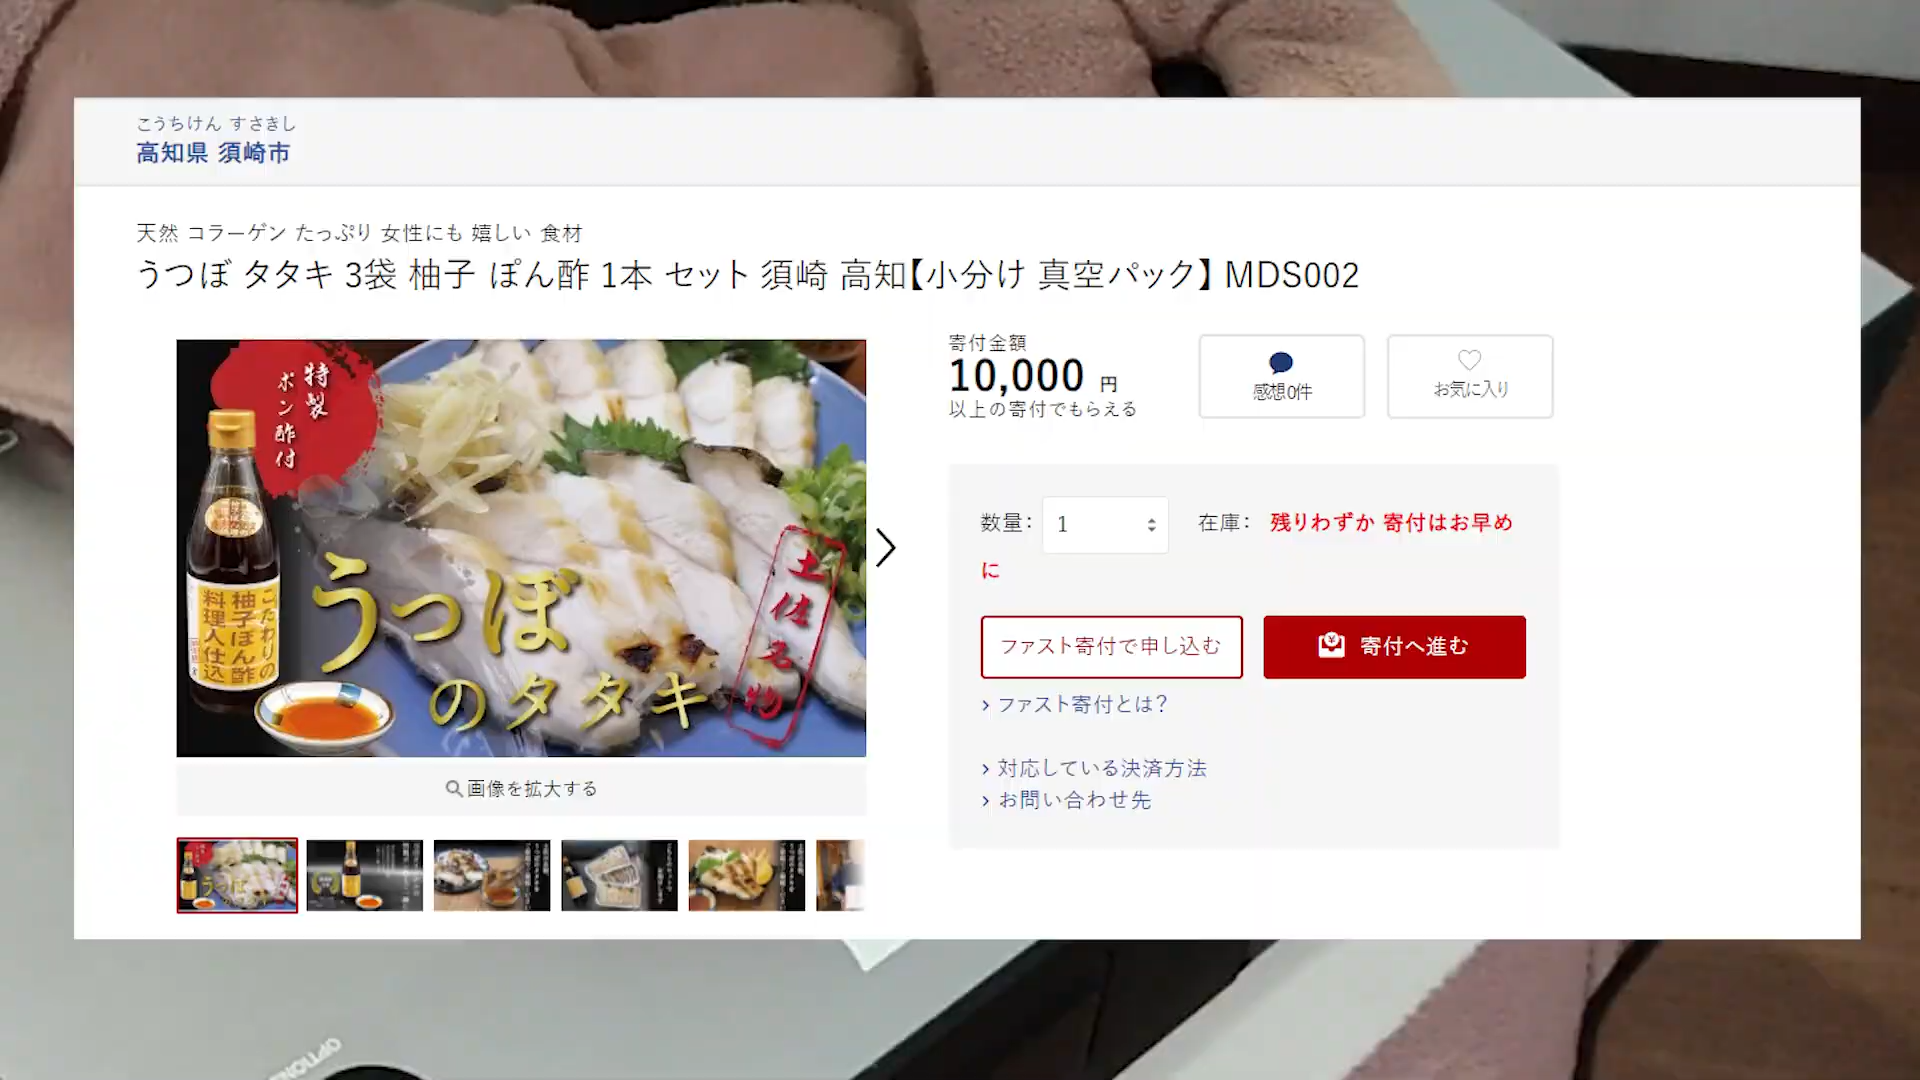 こうちけん すさきし
高知県 須崎市
天然 コラーゲン たっぷり 女性にも 嬉しい 食材
うつぼ タタキ 3袋 柚子 ぽん酢 1本 セット 須崎 高知【小分け 真空パック】 MDS002
特製
ポン酢付
こだわりの
柚子ぽん酢
料理人仕込
うつぼ
のタタキ
土佐名物
画像を拡大する
寄付金額
10,000 円
以上の寄付でもらえる
感想0件
お気に入り
数量: 1 在庫: 残りわずか 寄付はお早め
に
ファスト寄付で申し込む
寄付へ進む
› ファスト寄付とは?
› 対応している決済方法
› お問い合わせ先
OPTION